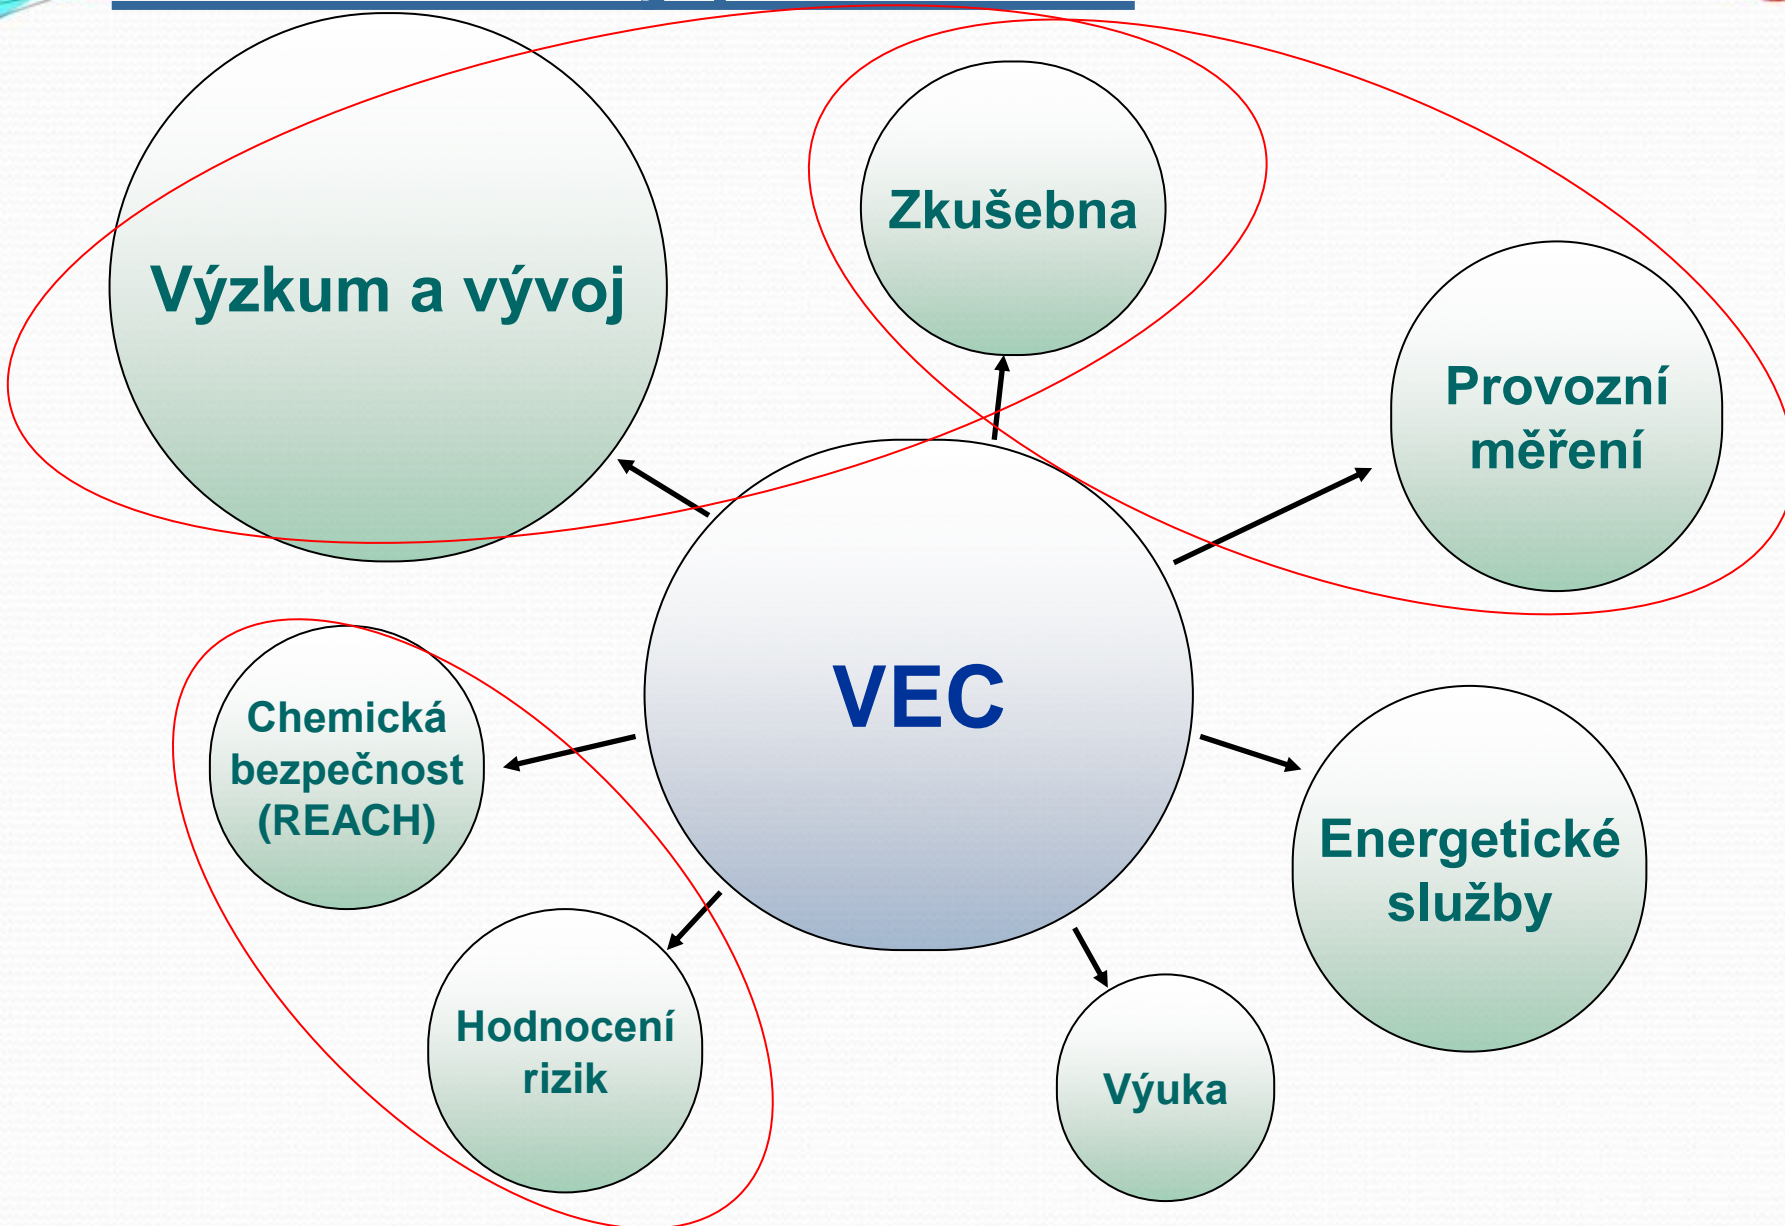 Výzkum a vývoj
Zkušebna
Provozní
měření
VEC
Chemická
bezpečnost
(REACH)
Energetické
služby
Hodnocení
rizik
Výuka